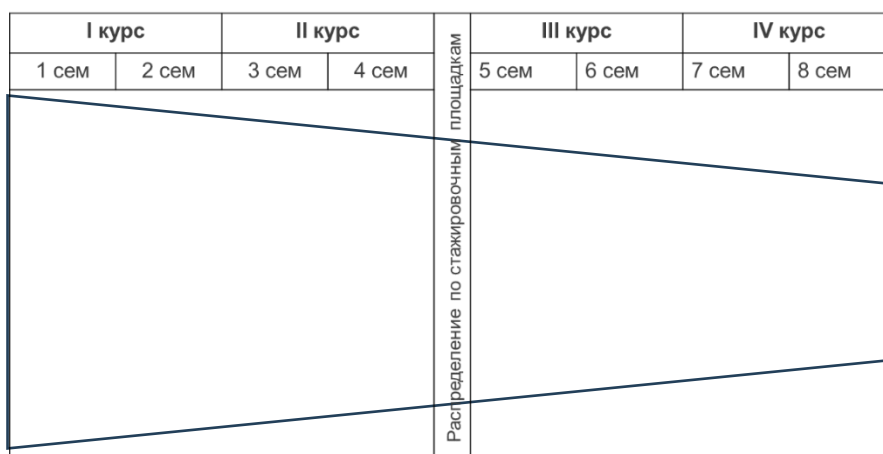 I курс II курс III курс IV курс
1 сем 2 сем 3 сем 4 сем 5 сем 6 сем 7 сем 8 сем
Распределение по стажировочным площадкам